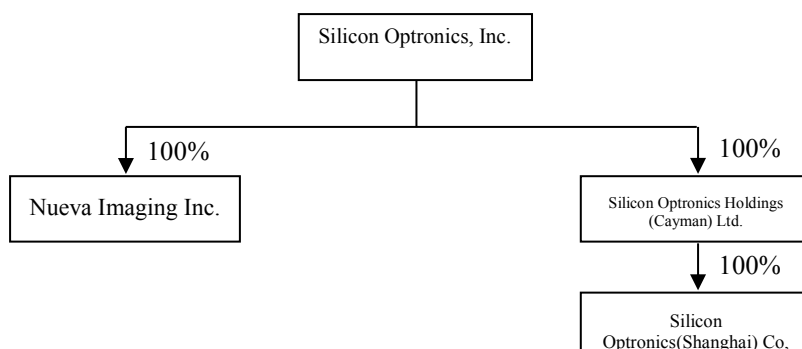 Silicon Optronics, Inc.
100%
100%
Nueva Imaging Inc.
Silicon Optronics Holdings
(Cayman) Ltd.
100%
Silicon
Optronics(Shanghai) Co,